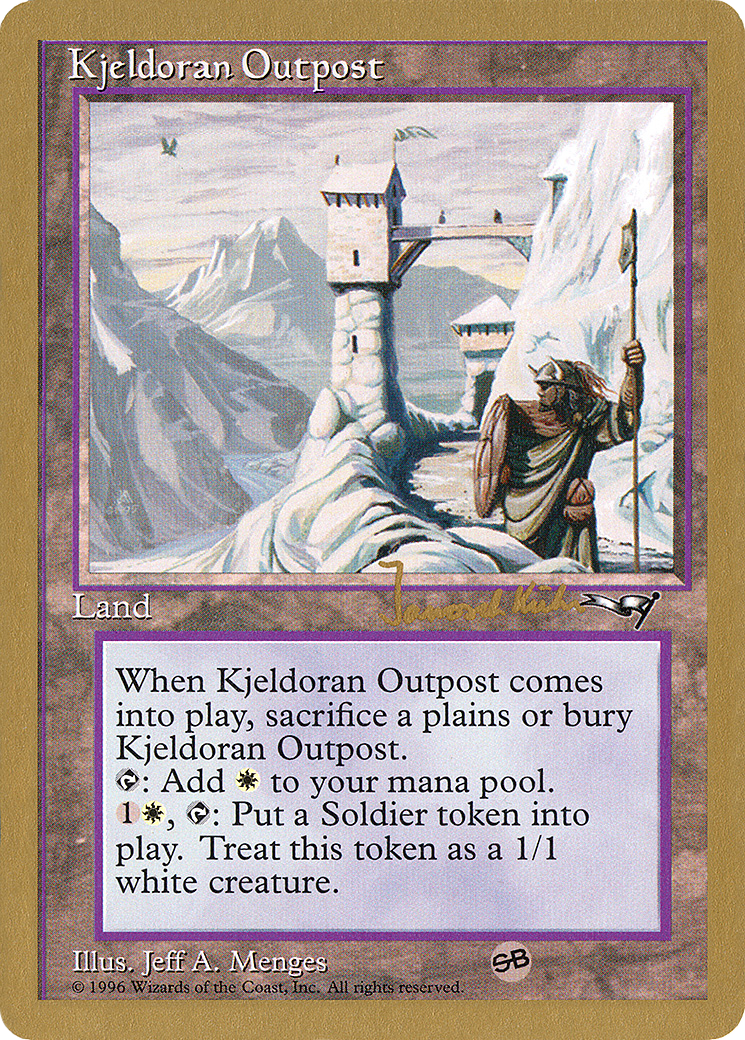 Kjeldoran Outpost
Janosch Kühn
Land
When Kjeldoran Outpost comes
into play, sacrifice a plains or bury
Kjeldoran Outpost.
: Add to your mana pool.
1, : Put a Soldier token into
play. Treat this token as a 1/1
white creature.
Illus. Jeff A. Menges
SB
© 1996 Wizards of the Coast, Inc. All rights reserved.